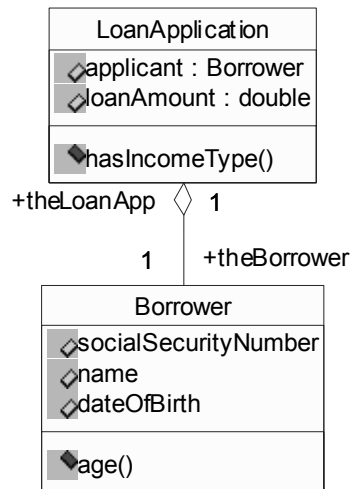 LoanApplication
applicant : Borrower
loanAmount : double
hasIncomeType()
+theLoanApp 1
1 +theBorrower
Borrower
socialSecurityNumber
name
dateOfBirth
age()